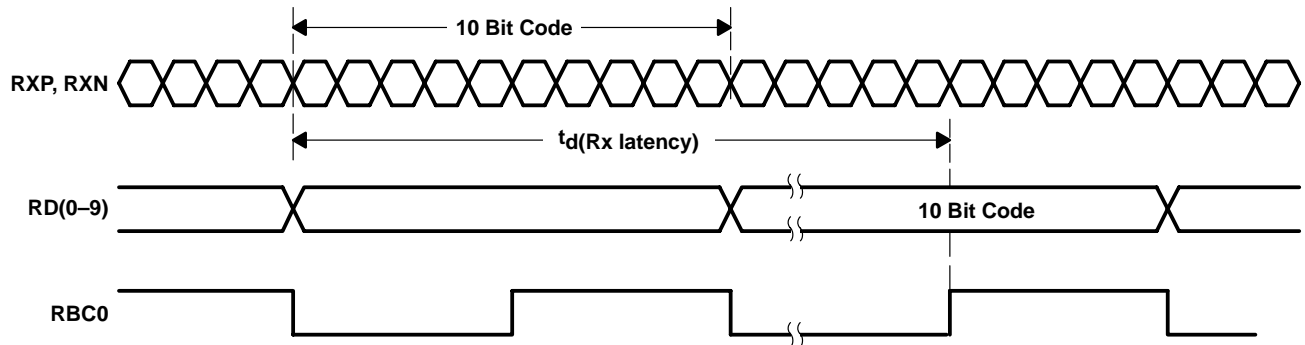 10 Bit Code
RXP, RXN
td(Rx latency)
RD(0–9)
10 Bit Code
RBC0